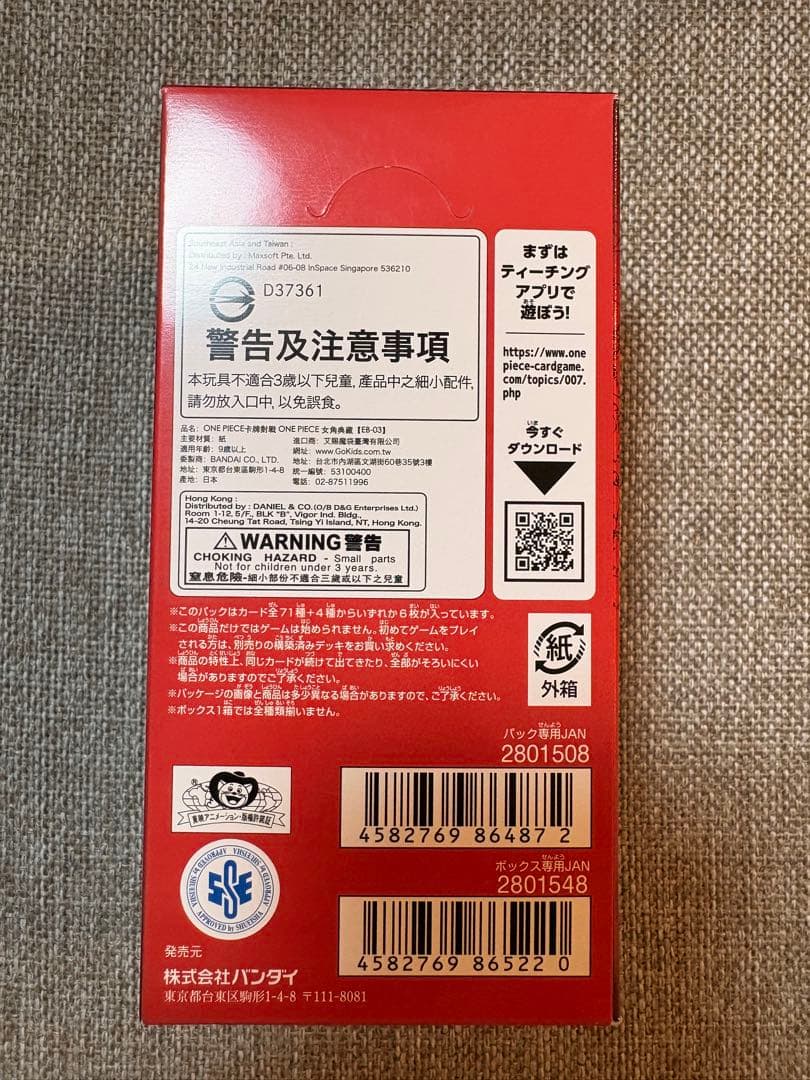 Southeast Asia and Taiwan :
Distributed by : Maxsoft Pte. Ltd.
24 New Industrial Road #06-08 InSpace Singapore 536210
D37361
警告及注意事項
本玩具不適合3歲以下兒童, 產品中之細小配件,
請勿放入口中, 以免誤食。
品名: ONE PIECE卡牌對戰 ONE PIECE 女角典藏【EB-03】
主要材質: 紙
適用年齡: 9歲以上
委製商: BANDAI CO., LTD.
地址: 東京都台東區駒形1-4-8
產地: 日本
進口商: 艾賜魔袋臺灣有限公司
網址: www.GoKids.com.tw
地址: 台北市內湖區文湖街60巷35號3樓
統一編號: 53100400
電話: 02-87511996
Hong Kong :
Distributed by : DANIEL & CO.(O/B D&G Enterprises Ltd.)
Room 1-12, 5/F., BLK "B", Vigor Ind. Bldg.,
14-20 Cheung Tat Road, Tsing Yi Island, NT, Hong Kong.
⚠WARNING警告
CHOKING HAZARD - Small parts
Not for children under 3 years.
窒息危險-細小部份不適合三歲或以下之兒童
まずは
ティーチング
アプリで
遊ぼう!
https://www.one
piece-cardgame.
com/topics/007.
php
今すぐ
ダウンロード
※このパックはカード全71種+4種からいずれか6枚が入っています。
※この商品だけではゲームは始められません。初めてゲームをプレイ
される方は、別売りの構築済みデッキをお買い求めください。
※商品の特性上、同じカードが続けて出てきたり、全部がそろいにくい
場合がありますのでご了承ください。
※パッケージの画像と商品は多少異なる場合がありますので、ご了承ください。
※ボックス1箱では全種類揃いません。
紙
外箱
パック専用JAN
2801508
4582769 864872
ボックス専用JAN
2801548
4582769 865220
東映アニメーション・版権許諾証
APPROVED by SHUEISHA
発売元
株式会社バンダイ
東京都台東区駒形1-4-8 〒111-8081